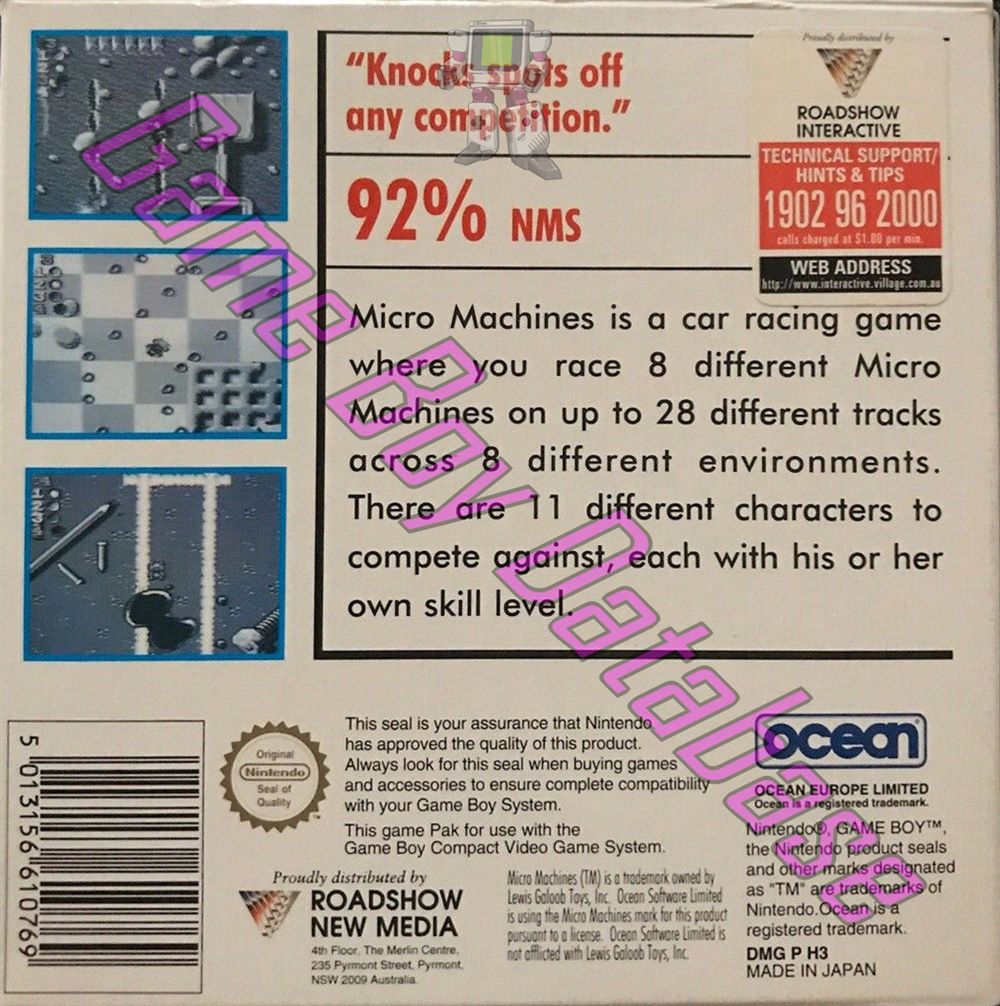 "Knocks spots off
any competition."
92% NMS
Proudly distributed by
ROADSHOW
INTERACTIVE
TECHNICAL SUPPORT/
HINTS & TIPS
1902 96 2000
calls charged at $1.00 per min.
WEB ADDRESS
http://www.interactive.village.com.au
Micro Machines is a car racing game
where you race 8 different Micro
Machines on up to 28 different tracks
across 8 different environments.
There are 11 different characters to
compete against, each with his or her
own skill level.
Game Boy Database
5 013156 610769
Original
Nintendo
Seal of
Quality
This seal is your assurance that Nintendo
has approved the quality of this product.
Always look for this seal when buying games
and accessories to ensure complete compatibility
with your Game Boy System.
This game Pak for use with the
Game Boy Compact Video Game System.
Proudly distributed by
ROADSHOW
NEW MEDIA
4th Floor, The Merlin Centre,
235 Pyrmont Street, Pyrmont,
NSW 2009 Australia.
Micro Machines (TM) is a trademark owned by
Lewis Galoob Toys, Inc. Ocean Software Limited
is using the Micro Machines mark for this product
pursuant to a license. Ocean Software Limited is
not afflicted with Lewis Galoob Toys, Inc.
ocean®
OCEAN EUROPE LIMITED
Ocean is a registered trademark.
Nintendo®, GAME BOY™,
the Nintendo product seals
and other marks designated
as "TM" are trademarks of
Nintendo.Ocean is a
registered trademark.
DMG P H3
MADE IN JAPAN